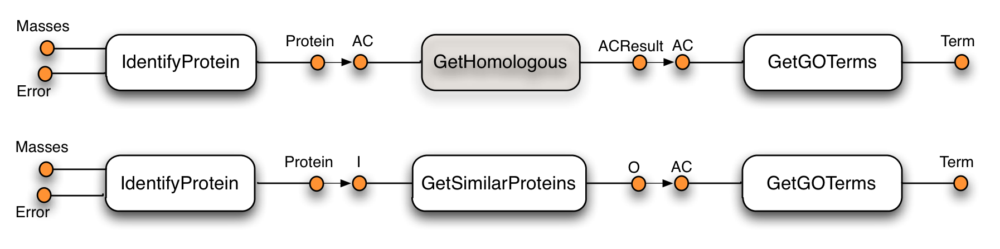 Masses
Error
IdentifyProtein
Protein
AC
GetHomologous
ACResult
AC
GetGOTerms
Term
Masses
Error
IdentifyProtein
Protein
I
GetSimilarProteins
O
AC
GetGOTerms
Term